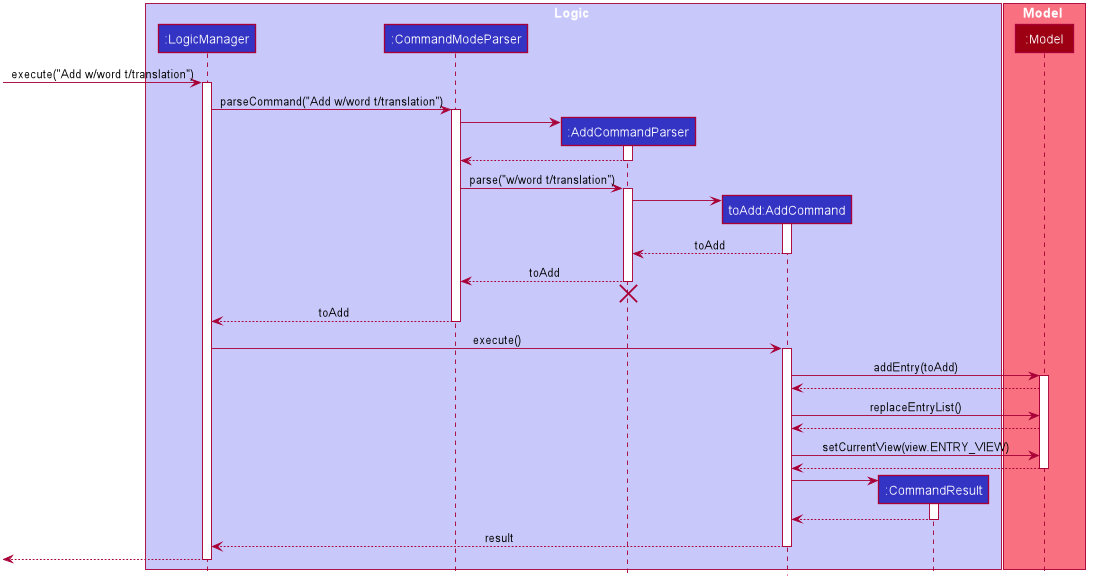 Logic
Model
:LogicManager
:CommandModeParser
:Model
execute("Add w/word t/translation")
parseCommand("Add w/word t/translation")
:AddCommandParser
parse("w/word t/translation")
toAdd:AddCommand
toAdd
toAdd
toAdd
execute()
addEntry(toAdd)
replaceEntryList()
setCurrentView(view.ENTRY_VIEW)
:CommandResult
result